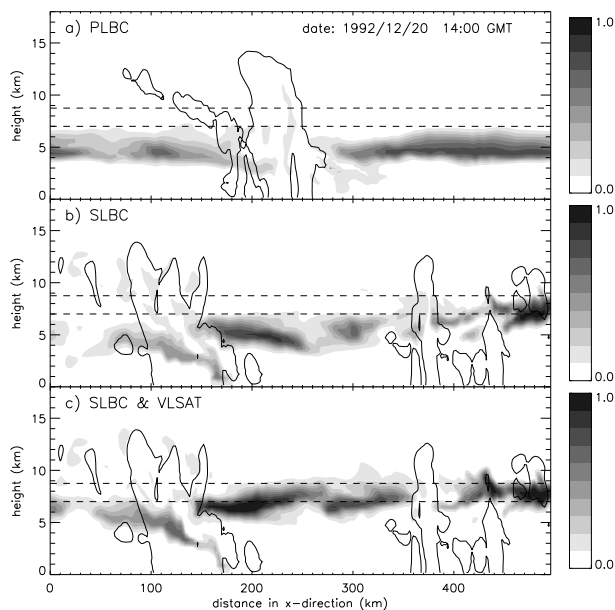 a) PLBC
date: 1992/12/20 14:00 GMT
1.0
15
10
5
0
height (km)
0.0
b) SLBC
1.0
15
10
5
0
height (km)
0.0
c) SLBC & VLSAT
1.0
15
10
5
0
height (km)
0.0
0 100 200 300 400
distance in x-direction (km)